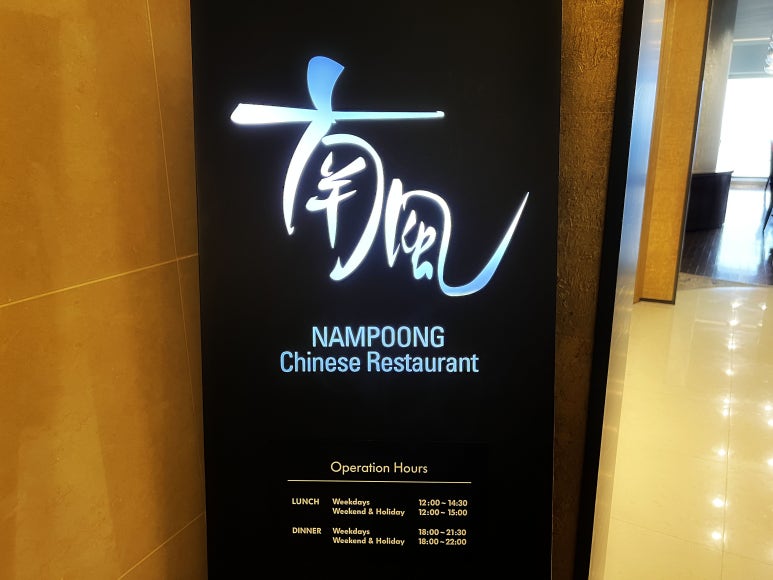 南風
NAMPOONG
Chinese Restaurant
Operation Hours
LUNCH Weekdays 12:00~14:30
Weekend & Holiday 12:00~15:00
DINNER Weekdays 18:00~21:30
Weekend & Holiday 18:00~22:00